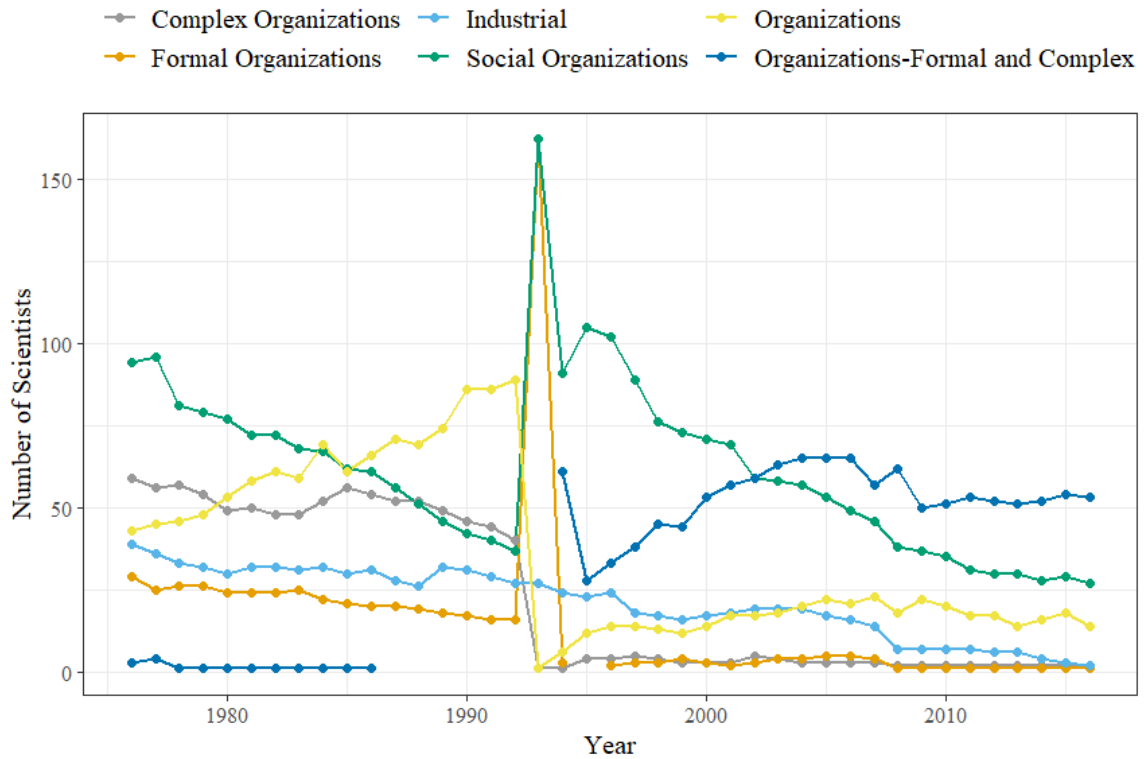 Complex Organizations Industrial Organizations
Formal Organizations Social Organizations Organizations-Formal and Complex
150
100
50
0
Number of Scientists
1980 1990 2000 2010
Year